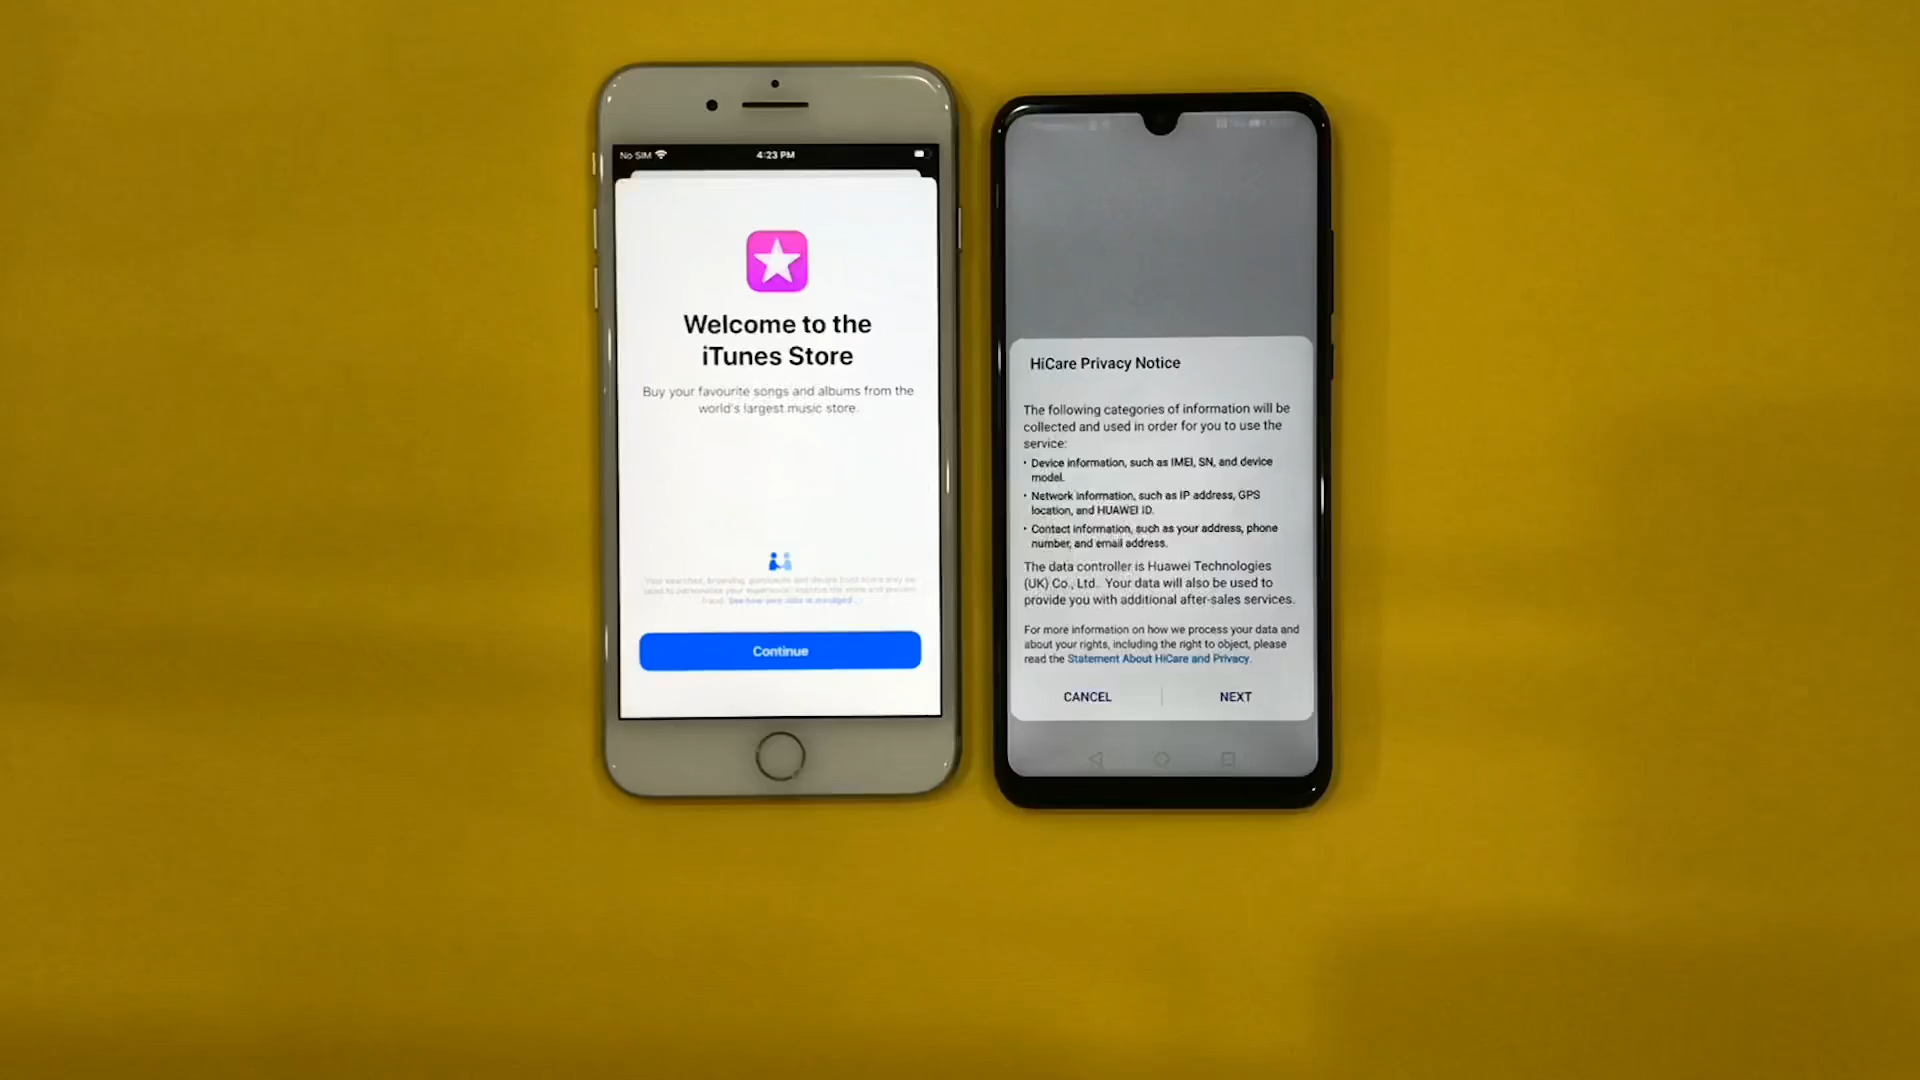 No SIM
4:23 PM
Welcome to the
iTunes Store
Buy your favourite songs and albums from the
world's largest music store.
Continue
HiCare Privacy Notice
The following categories of information will be
collected and used in order for you to use the
service:
• Device information, such as IMEI, SN, and device
model.
• Network information, such as IP address, GPS
location, and HUAWEI ID.
• Contact information, such as your address, phone
number, and email address.
The data controller is Huawei Technologies
(UK) Co., Ltd.. Your data will also be used to
provide you with additional after-sales services.
For more information on how we process your data and
about your rights, including the right to object, please
read the Statement About HiCare and Privacy.
CANCEL
NEXT